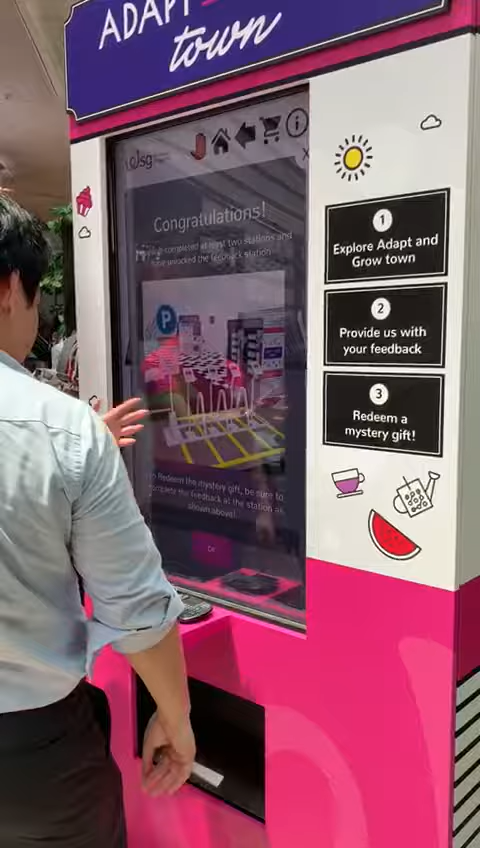 ADAPT
town
Congratulations!
completed at least two stations and
have unlocked the feedback station
P
To Redeem the mystery gift, be sure to
complete the feedback at the station as
shown above!
1
Explore Adapt and
Grow town
2
Provide us with
your feedback
3
Redeem a
mystery gift!